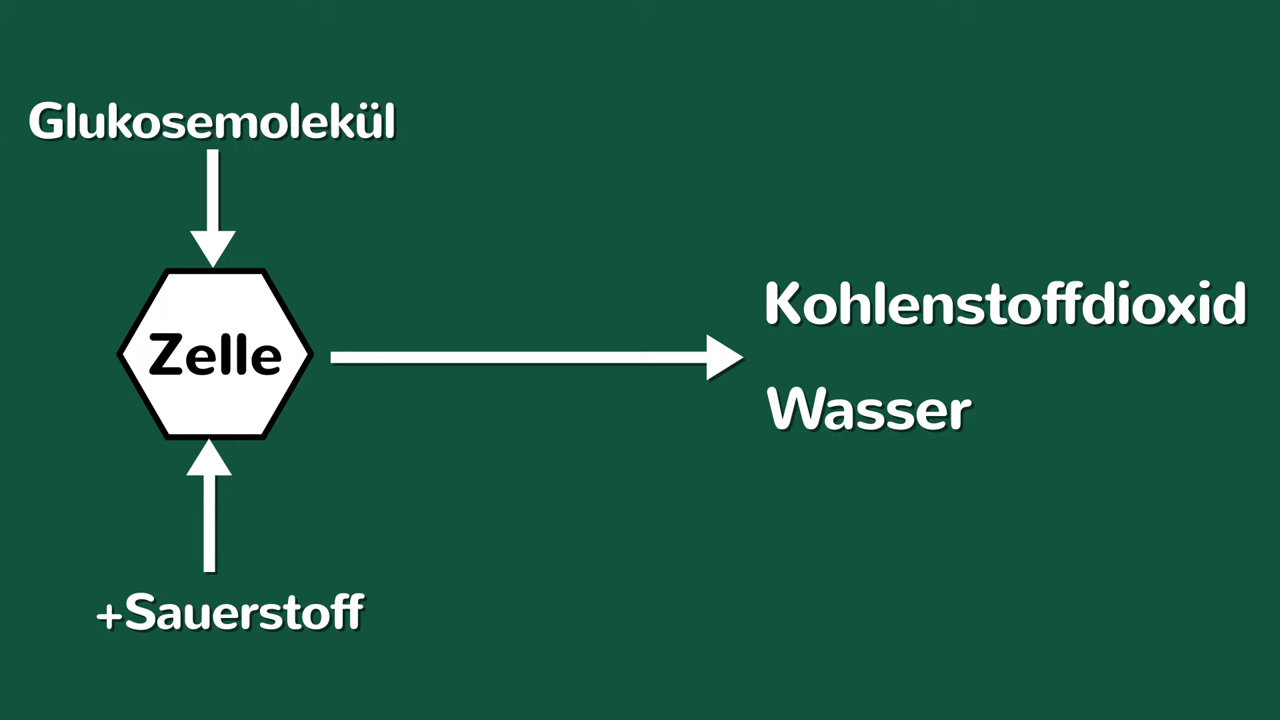 Glukosemolekül
Zelle
+Sauerstoff
Kohlenstoffdioxid
Wasser